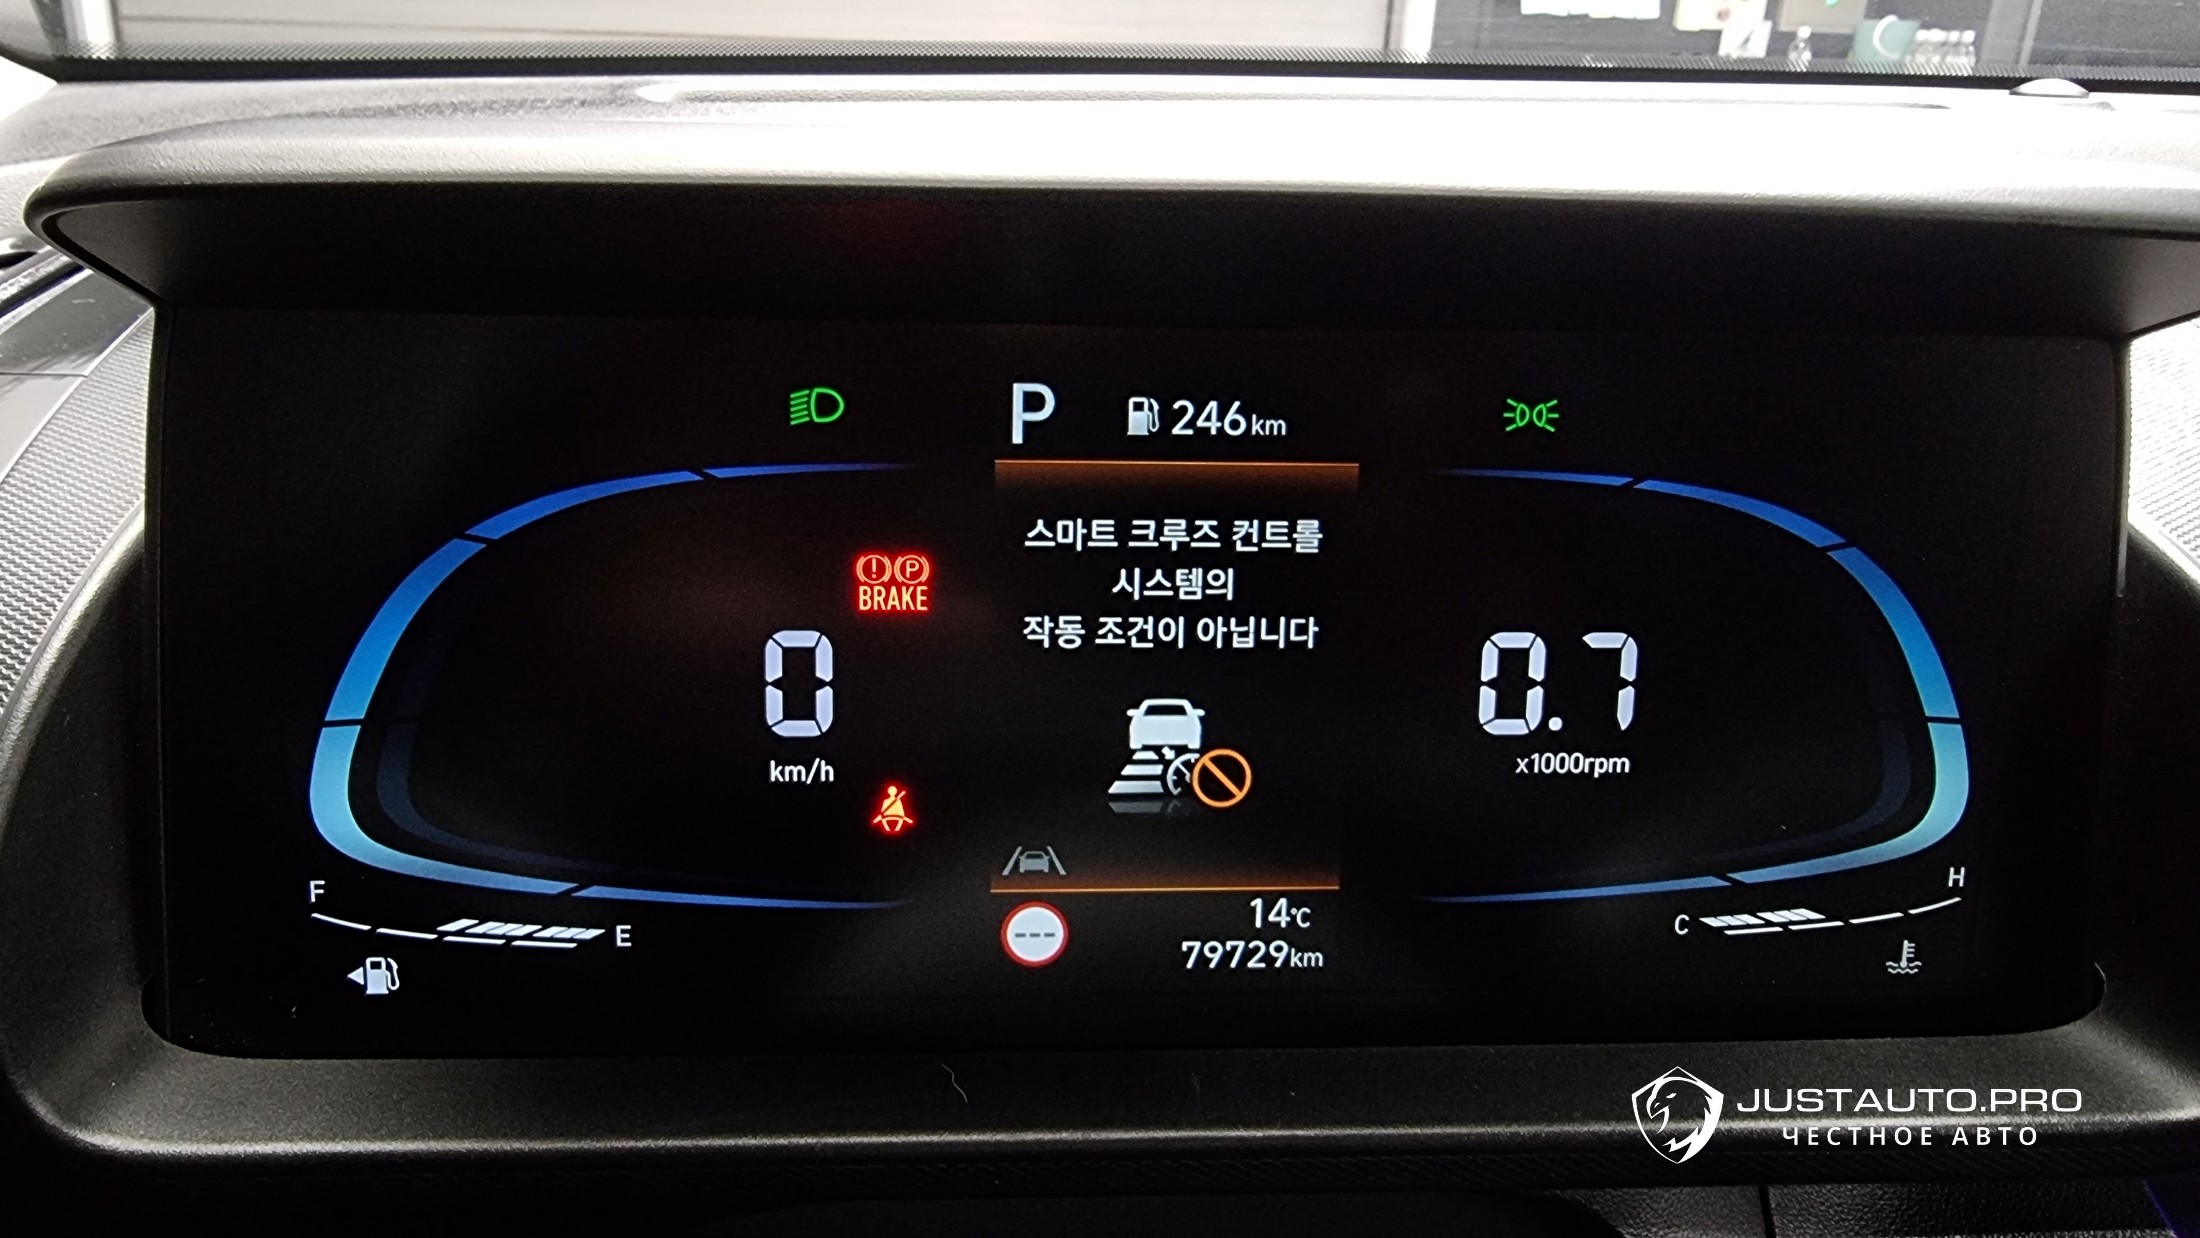 P 246km
스마트 크루즈 컨트롤
시스템의
작동 조건이 아닙니다
BRAKE
0
km/h
0.7
x1000rpm
F E
C H
---
14℃
79729km
JUSTAUTO.PRO
ЧЕСТНОЕ АВТО